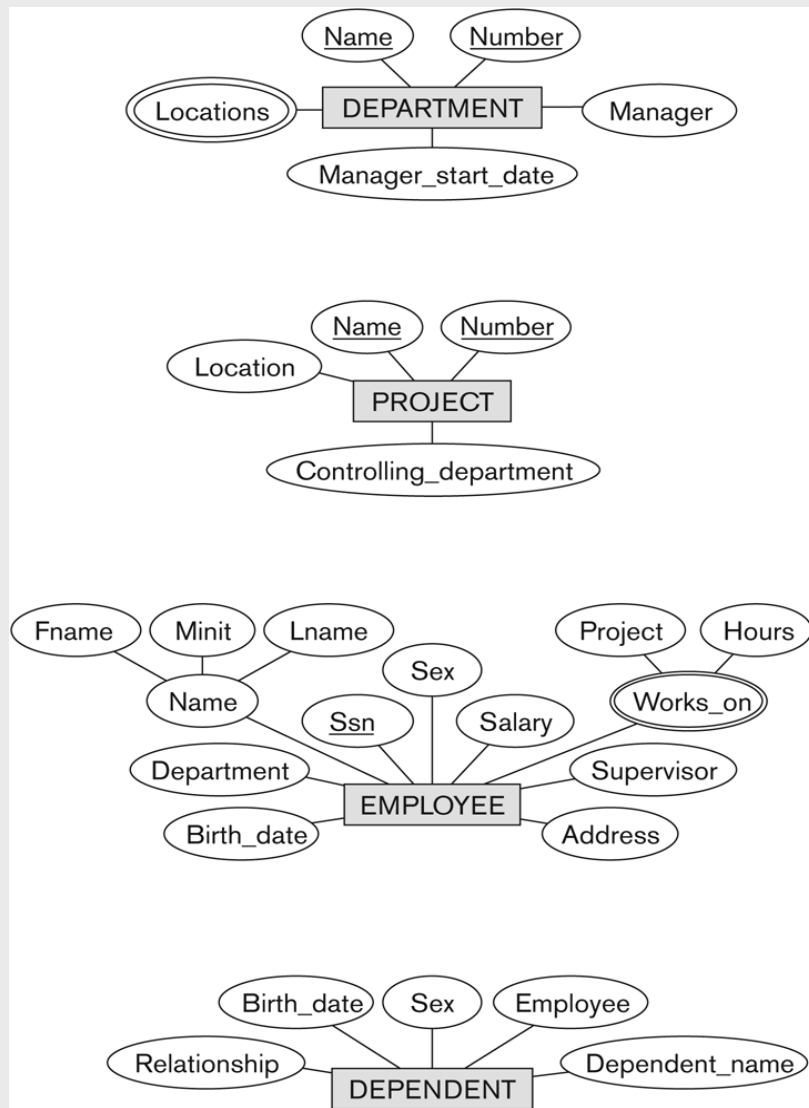 Name Number
Locations DEPARTMENT Manager
Manager_start_date
Name Number
Location
PROJECT
Controlling_department
Fname Minit Lname Project Hours
Sex
Name Works_on
Ssn Salary
Department Supervisor
EMPLOYEE
Birth_date Address
Birth_date Sex Employee
Relationship Dependent_name
DEPENDENT